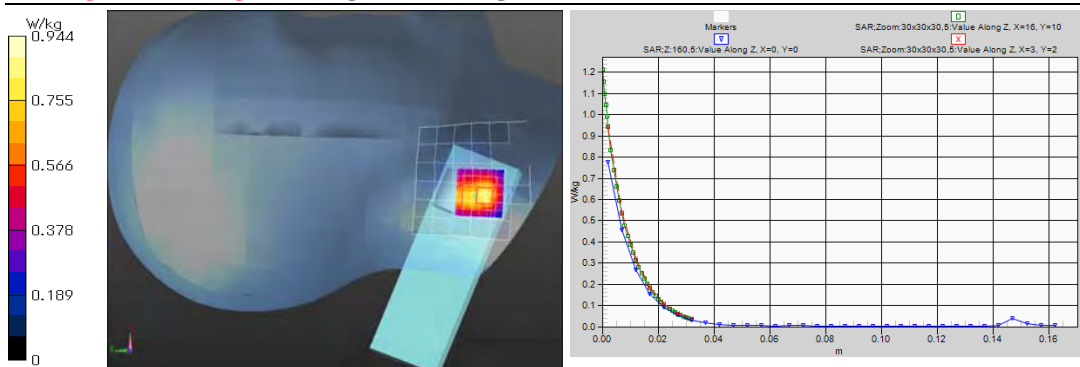 W/kg
0.944
0.755
0.566
0.378
0.189
0
Markers
SAR;Zoom:30x30x30,5:Value Along Z, X=16, Y=10
SAR;Z:160,5:Value Along Z, X=0, Y=0
SAR;Zoom:30x30x30,5:Value Along Z, X=3, Y=2
W/kg
1.2
1.1
1.0
0.9
0.8
0.7
0.6
0.5
0.4
0.3
0.2
0.1
0.0
0.00 0.02 0.04 0.06 0.08 0.10 0.12 0.14 0.16
m